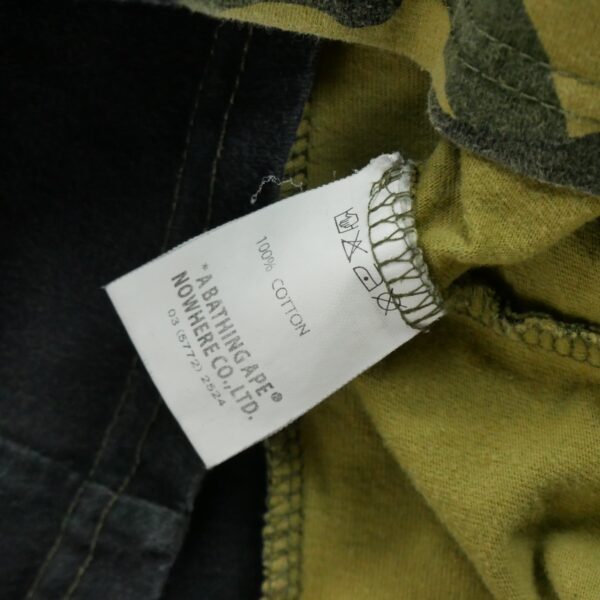 100% COTTON
® A BATHING APE®
NOWHERE CO., LTD.
03 (5772) 2524